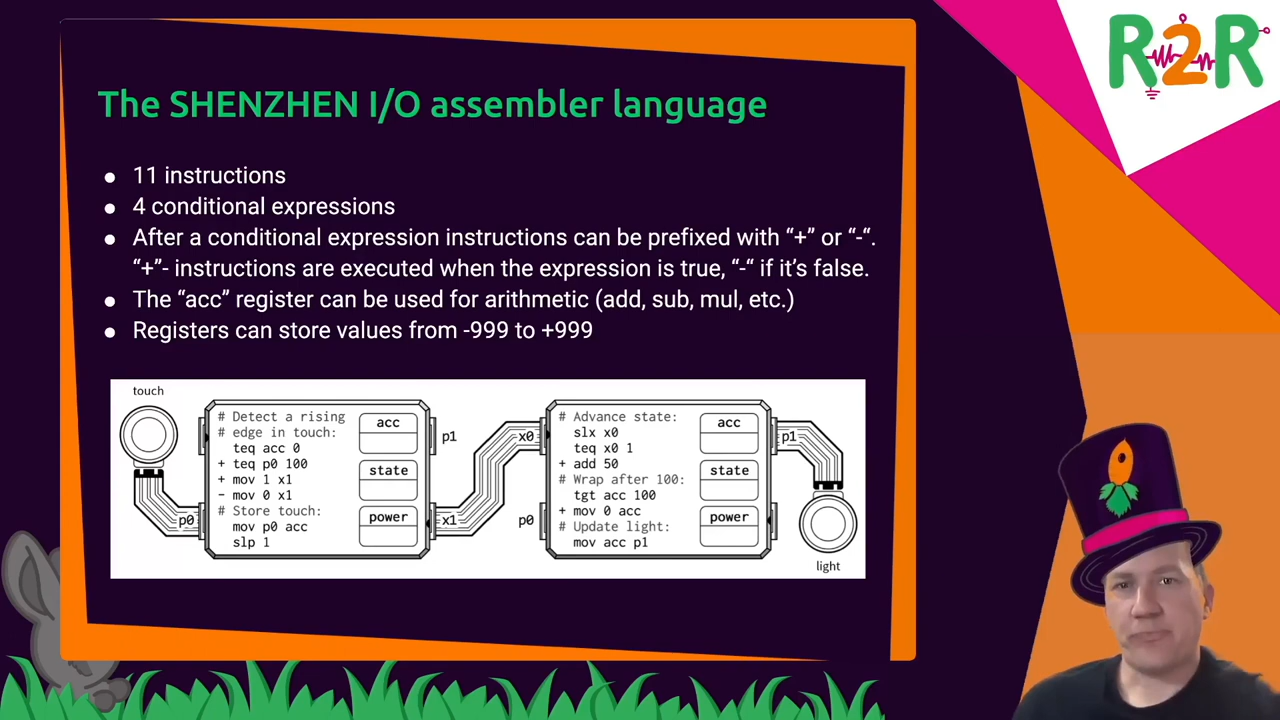 R2R
The SHENZHEN I/O assembler language
● 11 instructions
● 4 conditional expressions
● After a conditional expression instructions can be prefixed with “+” or “-“.
“+”- instructions are executed when the expression is true, “-“ if it’s false.
● The “acc” register can be used for arithmetic (add, sub, mul, etc.)
● Registers can store values from -999 to +999
touch
# Detect a rising
# edge in touch:
teq acc 0
+ teq p0 100
+ mov 1 x1
- mov 0 x1
# Store touch:
mov p0 acc
slp 1
acc
state
power
p0
p1
x1
x0
p0
# Advance state:
slx x0
teq x0 1
+ add 50
# Wrap after 100:
tgt acc 100
+ mov 0 acc
# Update light:
mov acc p1
acc
state
power
p1
light